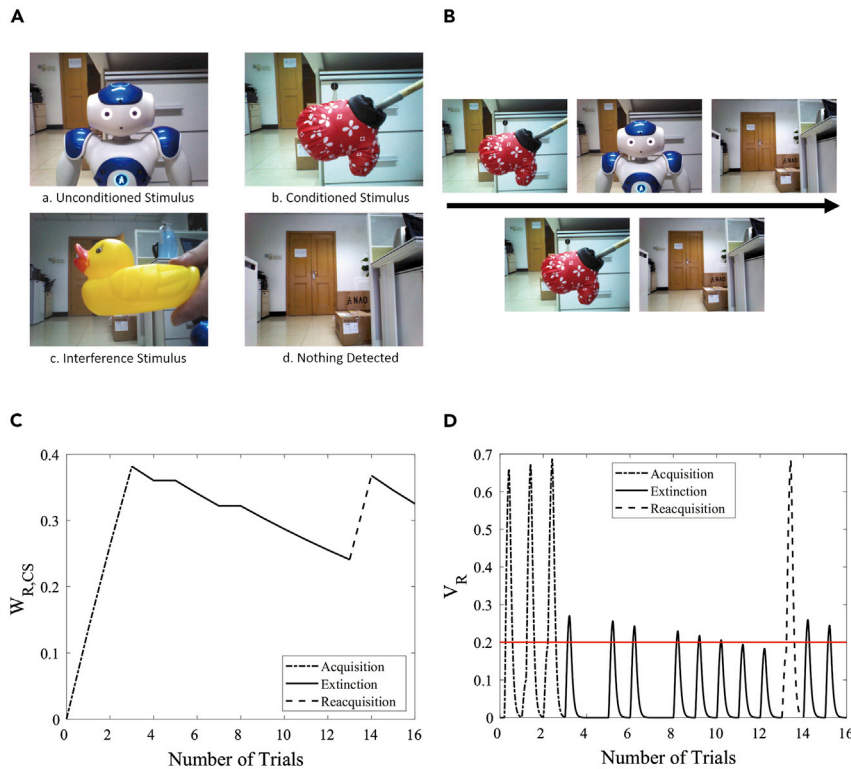 A
B
a. Unconditioned Stimulus
b. Conditioned Stimulus
NAO
c. Interference Stimulus
d. Nothing Detected
C
D
0.4
0.3
0.2
0.1
0
W_R,CS
Acquisition
Extinction
Reacquisition
0 2 4 6 8 10 12 14 16
Number of Trials
0.7
0.6
0.5
0.4
0.3
0.2
0.1
0
V_R
Acquisition
Extinction
Reacquisition
0 2 4 6 8 10 12 14 16
Number of Trials